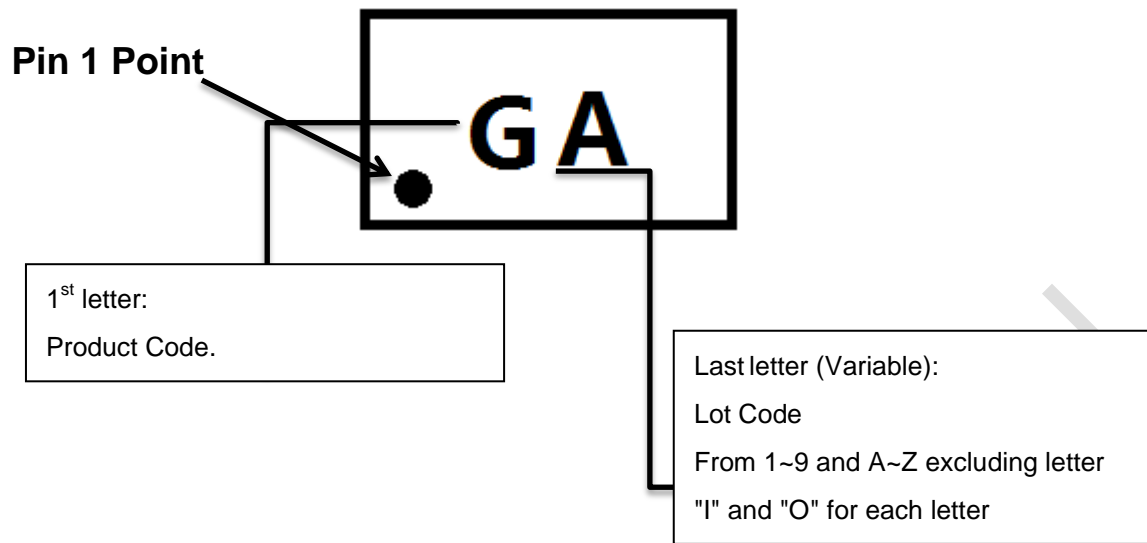 Pin 1 Point
GA
1st letter:
Product Code.
Last letter (Variable):
Lot Code
From 1~9 and A~Z excluding letter
"I" and "O" for each letter